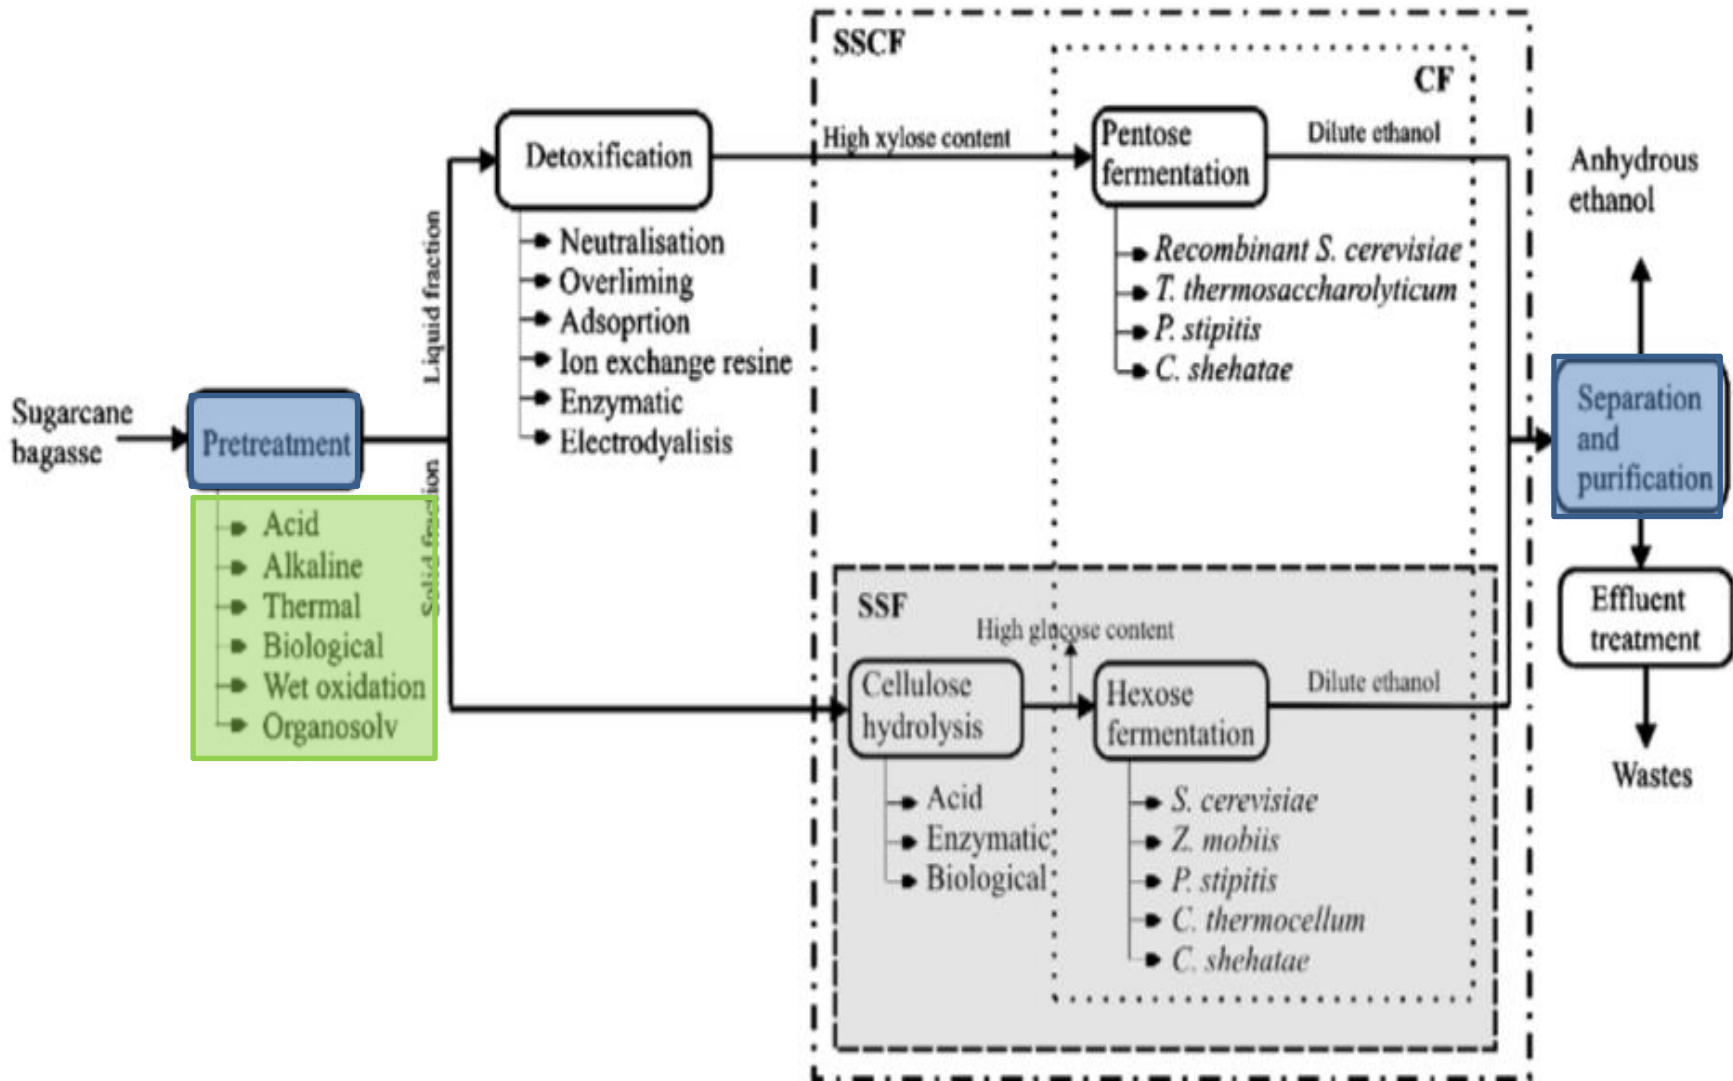 SSCF
CF
Detoxification
High xylose content
Pentose
fermentation
Dilute ethanol
Anhydrous
ethanol
Liquid fraction
Neutralisation
Overliming
Adsoprtion
Ion exchange resine
Enzymatic
Electrodyalisis
Recombinant S. cerevisiae
T. thermosaccharolyticum
P. stipitis
C. shehatae
Sugarcane
bagasse
Pretreatment
Separation
and
purification
Solid fraction
Acid
Alkaline
Thermal
Biological
Wet oxidation
Organosolv
SSF
High glucose content
Cellulose
hydrolysis
Hexose
fermentation
Dilute ethanol
Effluent
treatment
Acid
Enzymatic
Biological
S. cerevisiae
Z. mobiis
P. stipitis
C. thermocellum
C. shehatae
Wastes